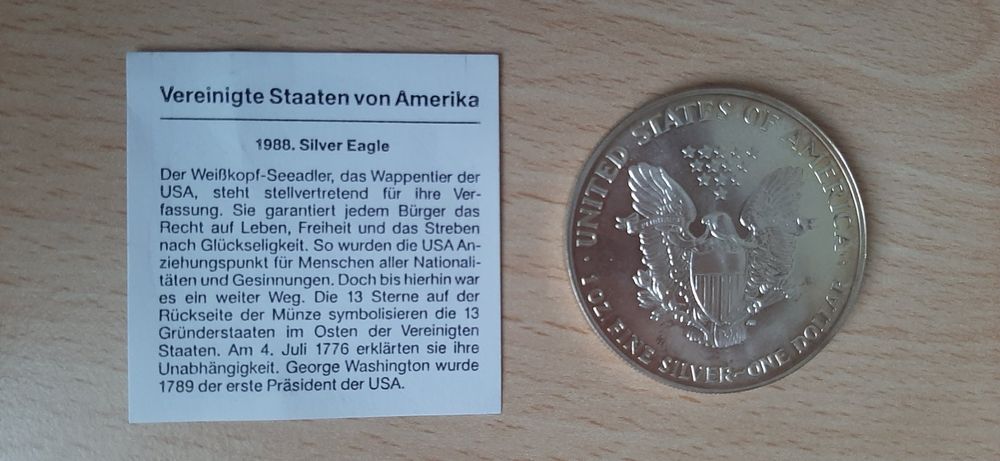 Vereinigte Staaten von Amerika
1988. Silver Eagle
Der Weißkopf-Seeadler, das Wappentier der
USA, steht stellvertretend für ihre Ver-
fassung. Sie garantiert jedem Bürger das
Recht auf Leben, Freiheit und das Streben
nach Glückseligkeit. So wurden die USA An-
ziehungspunkt für Menschen aller Nationali-
täten und Gesinnungen. Doch bis hierhin war
es ein weiter Weg. Die 13 Sterne auf der
Rückseite der Münze symbolisieren die 13
Gründerstaaten im Osten der Vereinigten
Staaten. Am 4. Juli 1776 erklärten sie ihre
Unabhängigkeit. George Washington wurde
1789 der erste Präsident der USA.
UNITED STATES OF AMERICA
1 OZ. FINE SILVER~ONE DOLLAR